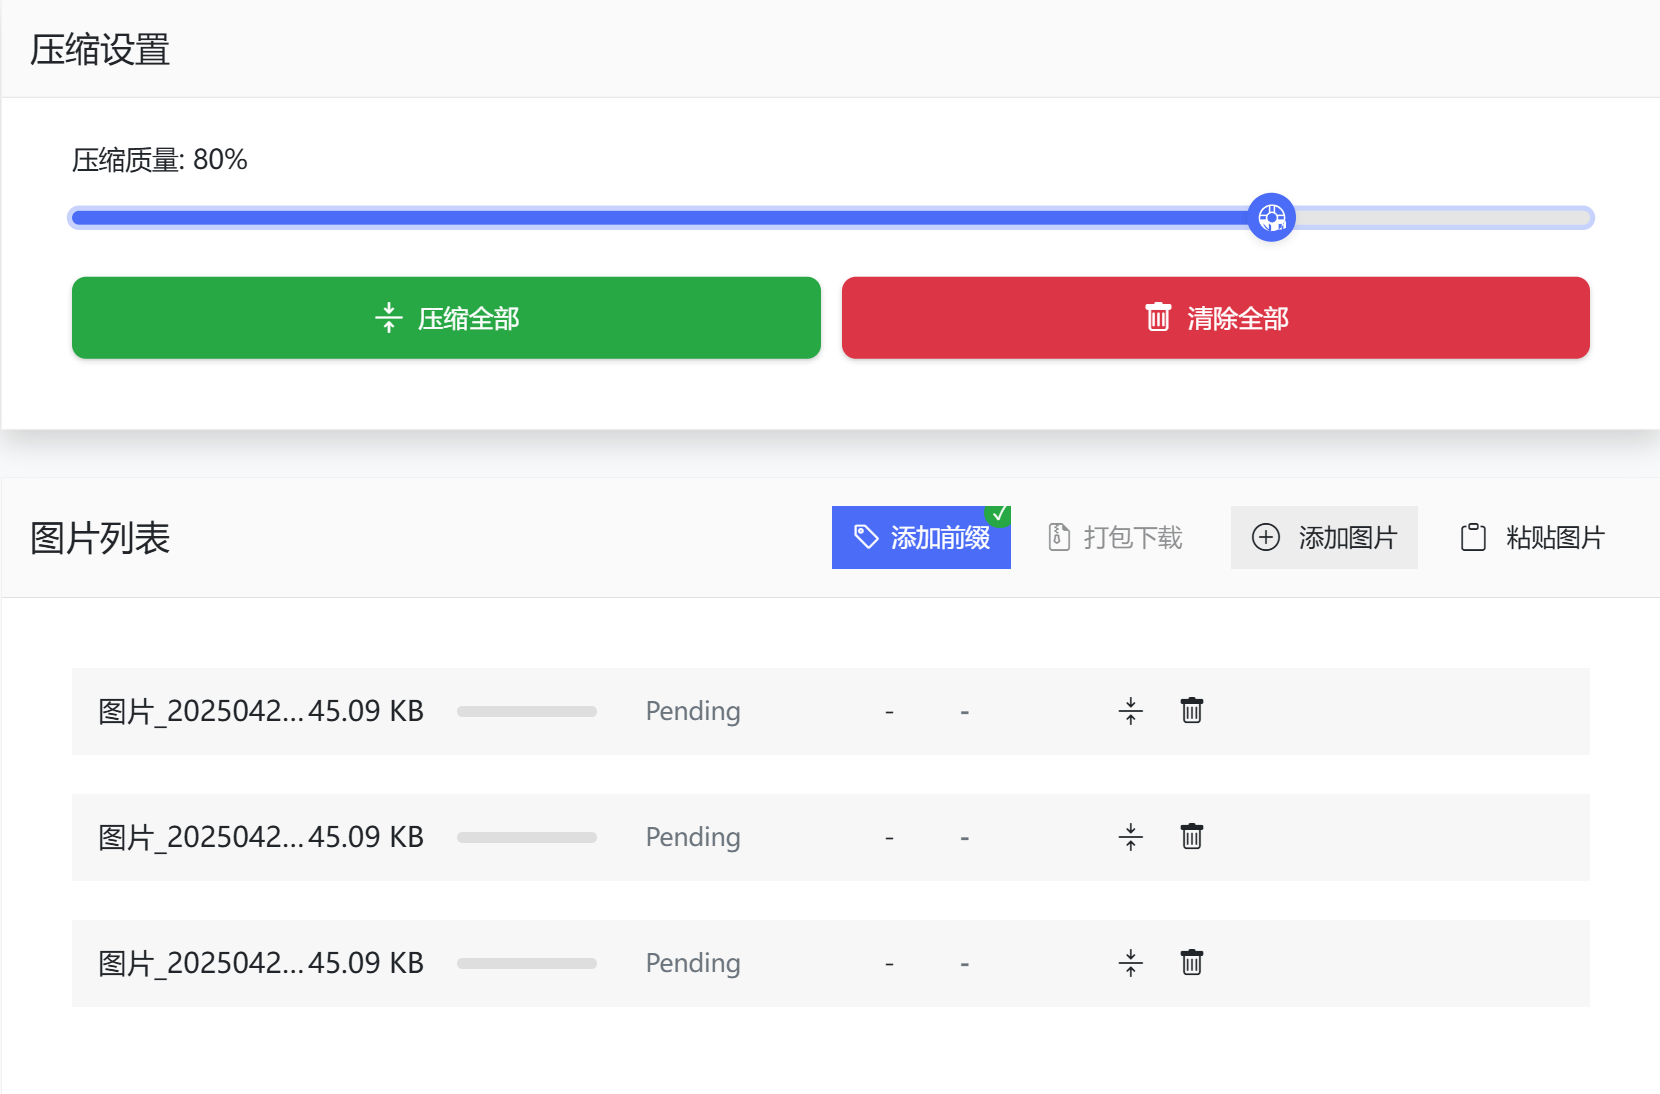 压缩设置
压缩质量: 80%
压缩全部 清除全部
图片列表 添加前缀 打包下载 添加图片 粘贴图片
图片_2025042... 45.09 KB Pending - -
图片_2025042... 45.09 KB Pending - -
图片_2025042... 45.09 KB Pending - -